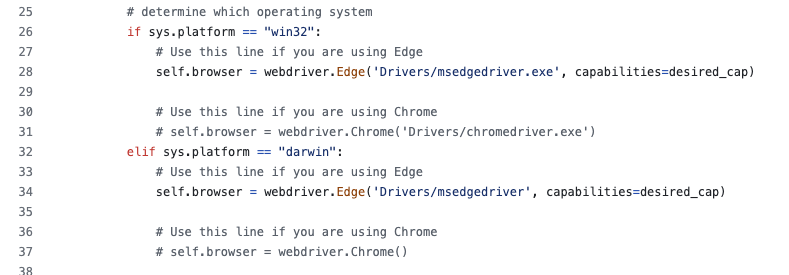 25 # determine which operating system
26 if sys.platform == "win32":
27 # Use this line if you are using Edge
28 self.browser = webdriver.Edge('Drivers/msedgedriver.exe', capabilities=desired_cap)
29
30 # Use this line if you are using Chrome
31 # self.browser = webdriver.Chrome('Drivers/chromedriver.exe')
32 elif sys.platform == "darwin":
33 # Use this line if you are using Edge
34 self.browser = webdriver.Edge('Drivers/msedgedriver', capabilities=desired_cap)
35
36 # Use this line if you are using Chrome
37 # self.browser = webdriver.Chrome()
38